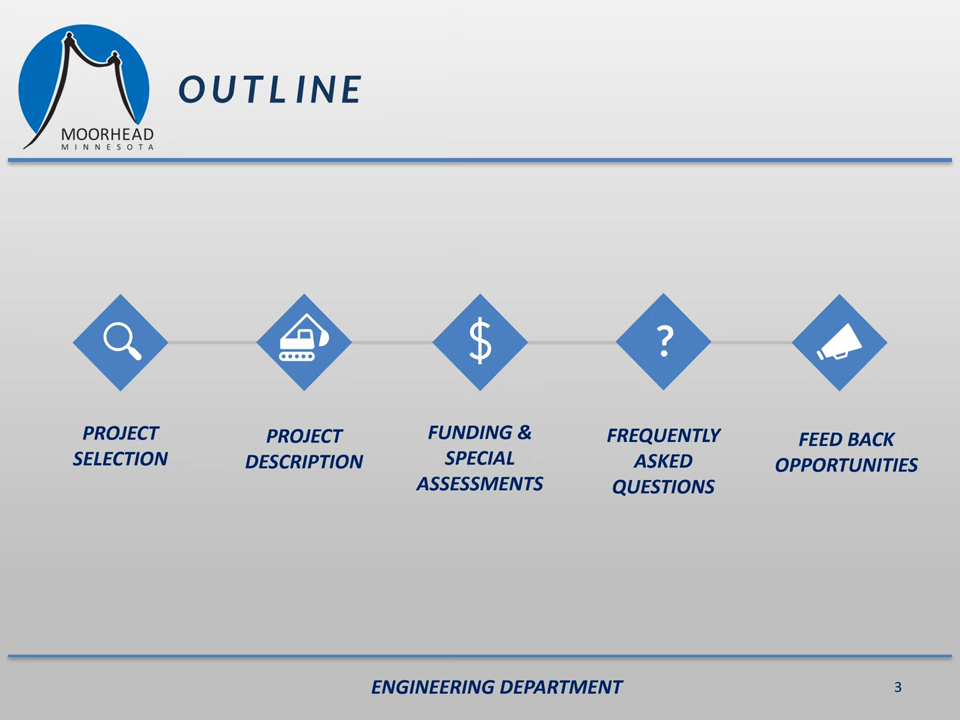 MOORHEAD
MINNESOTA
OUTLINE
$
?
PROJECT
SELECTION
PROJECT
DESCRIPTION
FUNDING &
SPECIAL
ASSESSMENTS
FREQUENTLY
ASKED
QUESTIONS
FEED BACK
OPPORTUNITIES
ENGINEERING DEPARTMENT
3